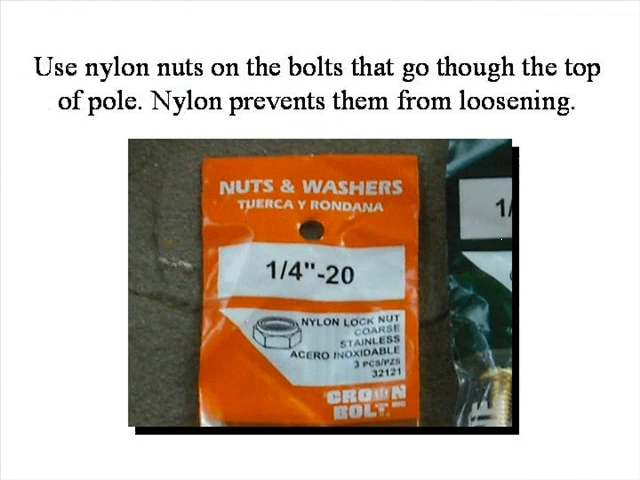 Use nylon nuts on the bolts that go though the top
of pole. Nylon prevents them from loosening.
NUTS & WASHERS
TUERCA Y RONDANA
1/4"-20
NYLON LOCK NUT
COARSE
STAINLESS
ACERO INOXIDABLE
3 PCS/PZS
32121
CROWN
BOLT
1/